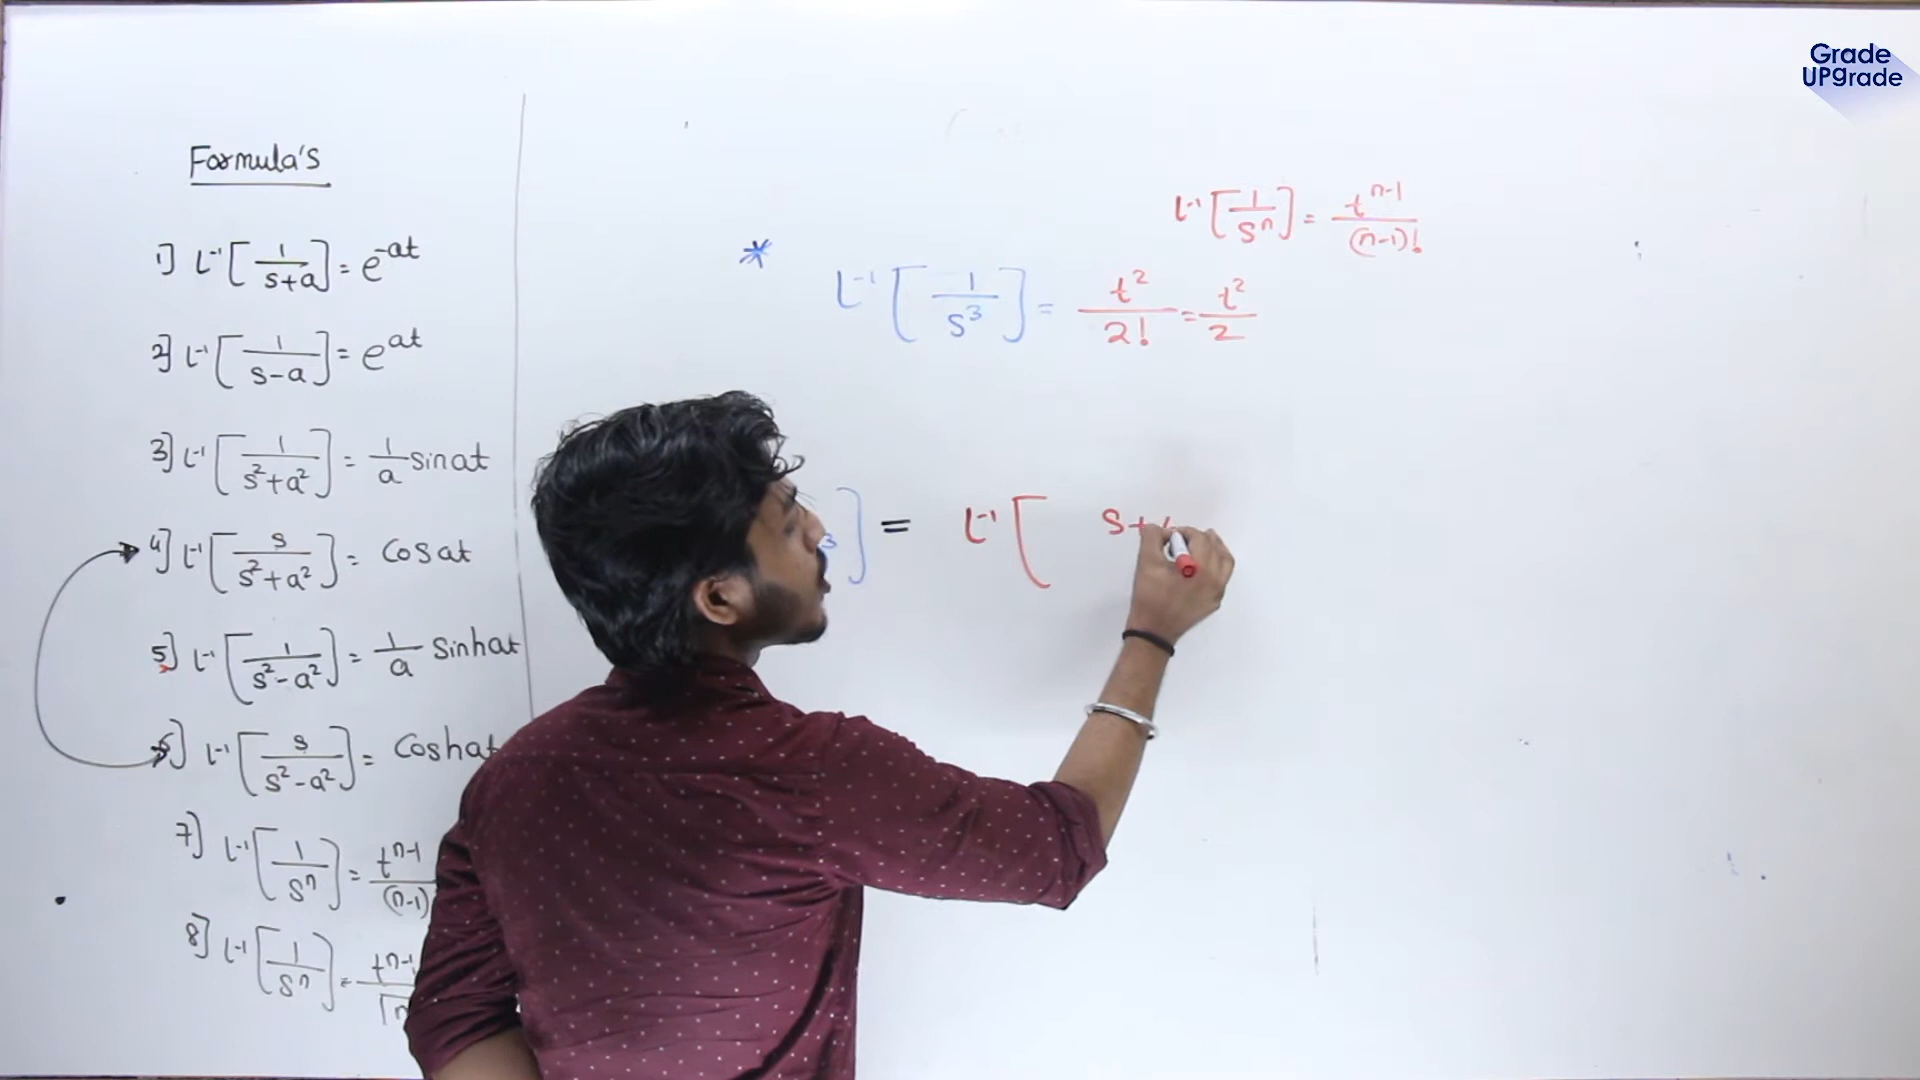 Grade
UPgrade
Formula's
1] L⁻¹[1/(s+a)] = e^-at
2] L⁻¹[1/(s-a)] = e^at
3] L⁻¹[1/(s²+a²)] = 1/a sinat
4] L⁻¹[s/(s²+a²)] = Cosat
5] L⁻¹[1/(s²-a²)] = 1/a Sinhat
6] L⁻¹[s/(s²-a²)] = Coshat
7] L⁻¹[1/sⁿ] = t^(n-1)/(n-1)
8] L⁻¹[1/sⁿ] = t^(n-1)/Γn
L⁻¹[1/sⁿ] = t^(n-1)/(n-1)!
* L⁻¹[1/s³] = t²/2! = t²/2
3 ] = L⁻¹[ s+